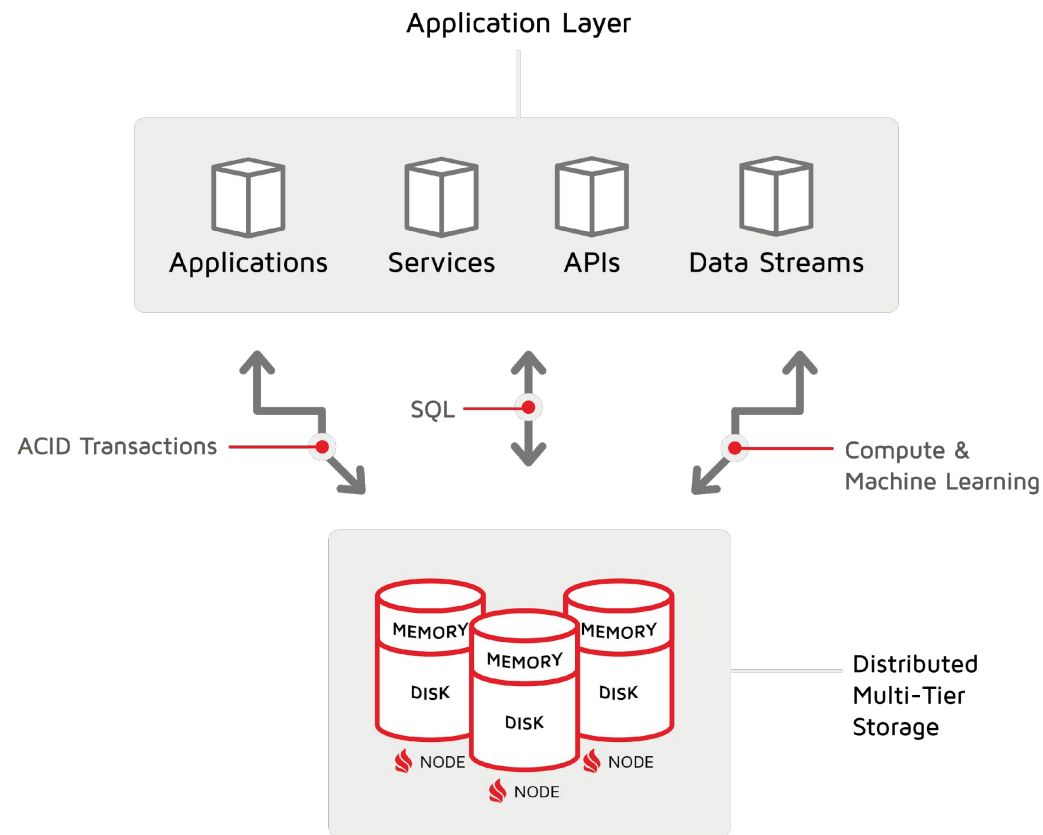 Application Layer
Applications
Services
APIs
Data Streams
SQL
ACID Transactions
Compute &
Machine Learning
MEMORY
MEMORY
MEMORY
DISK
DISK
DISK
NODE
NODE
NODE
Distributed
Multi-Tier
Storage